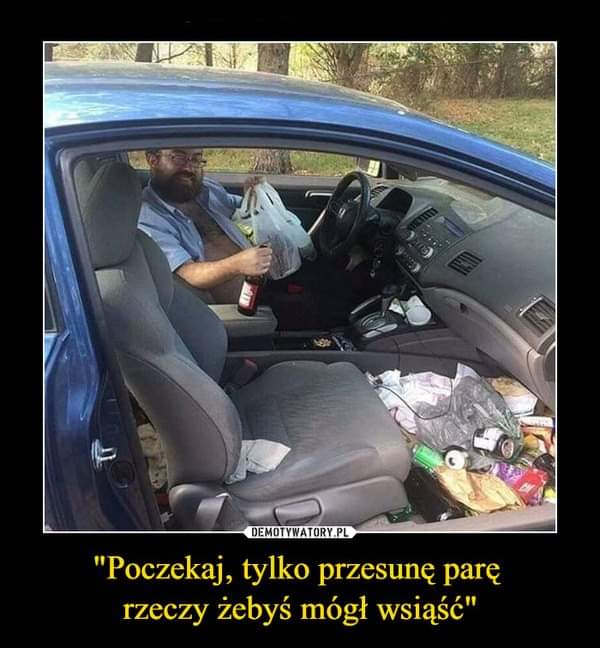 DEMOTYWATORY.PL
"Poczekaj, tylko przesunę parę
rzeczy żebyś mógł wsiąść"